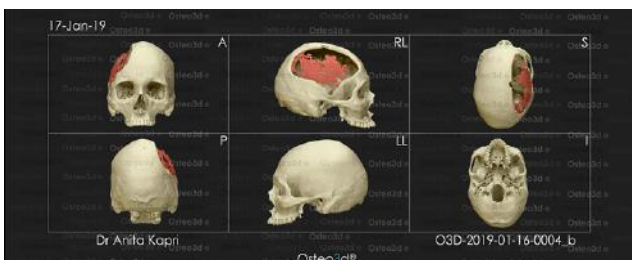 17-Jan-19
A
RL
S
P
LL
I
Dr Anita Kapri
O3D-2019-01-16-0004_b
Osteo3d®